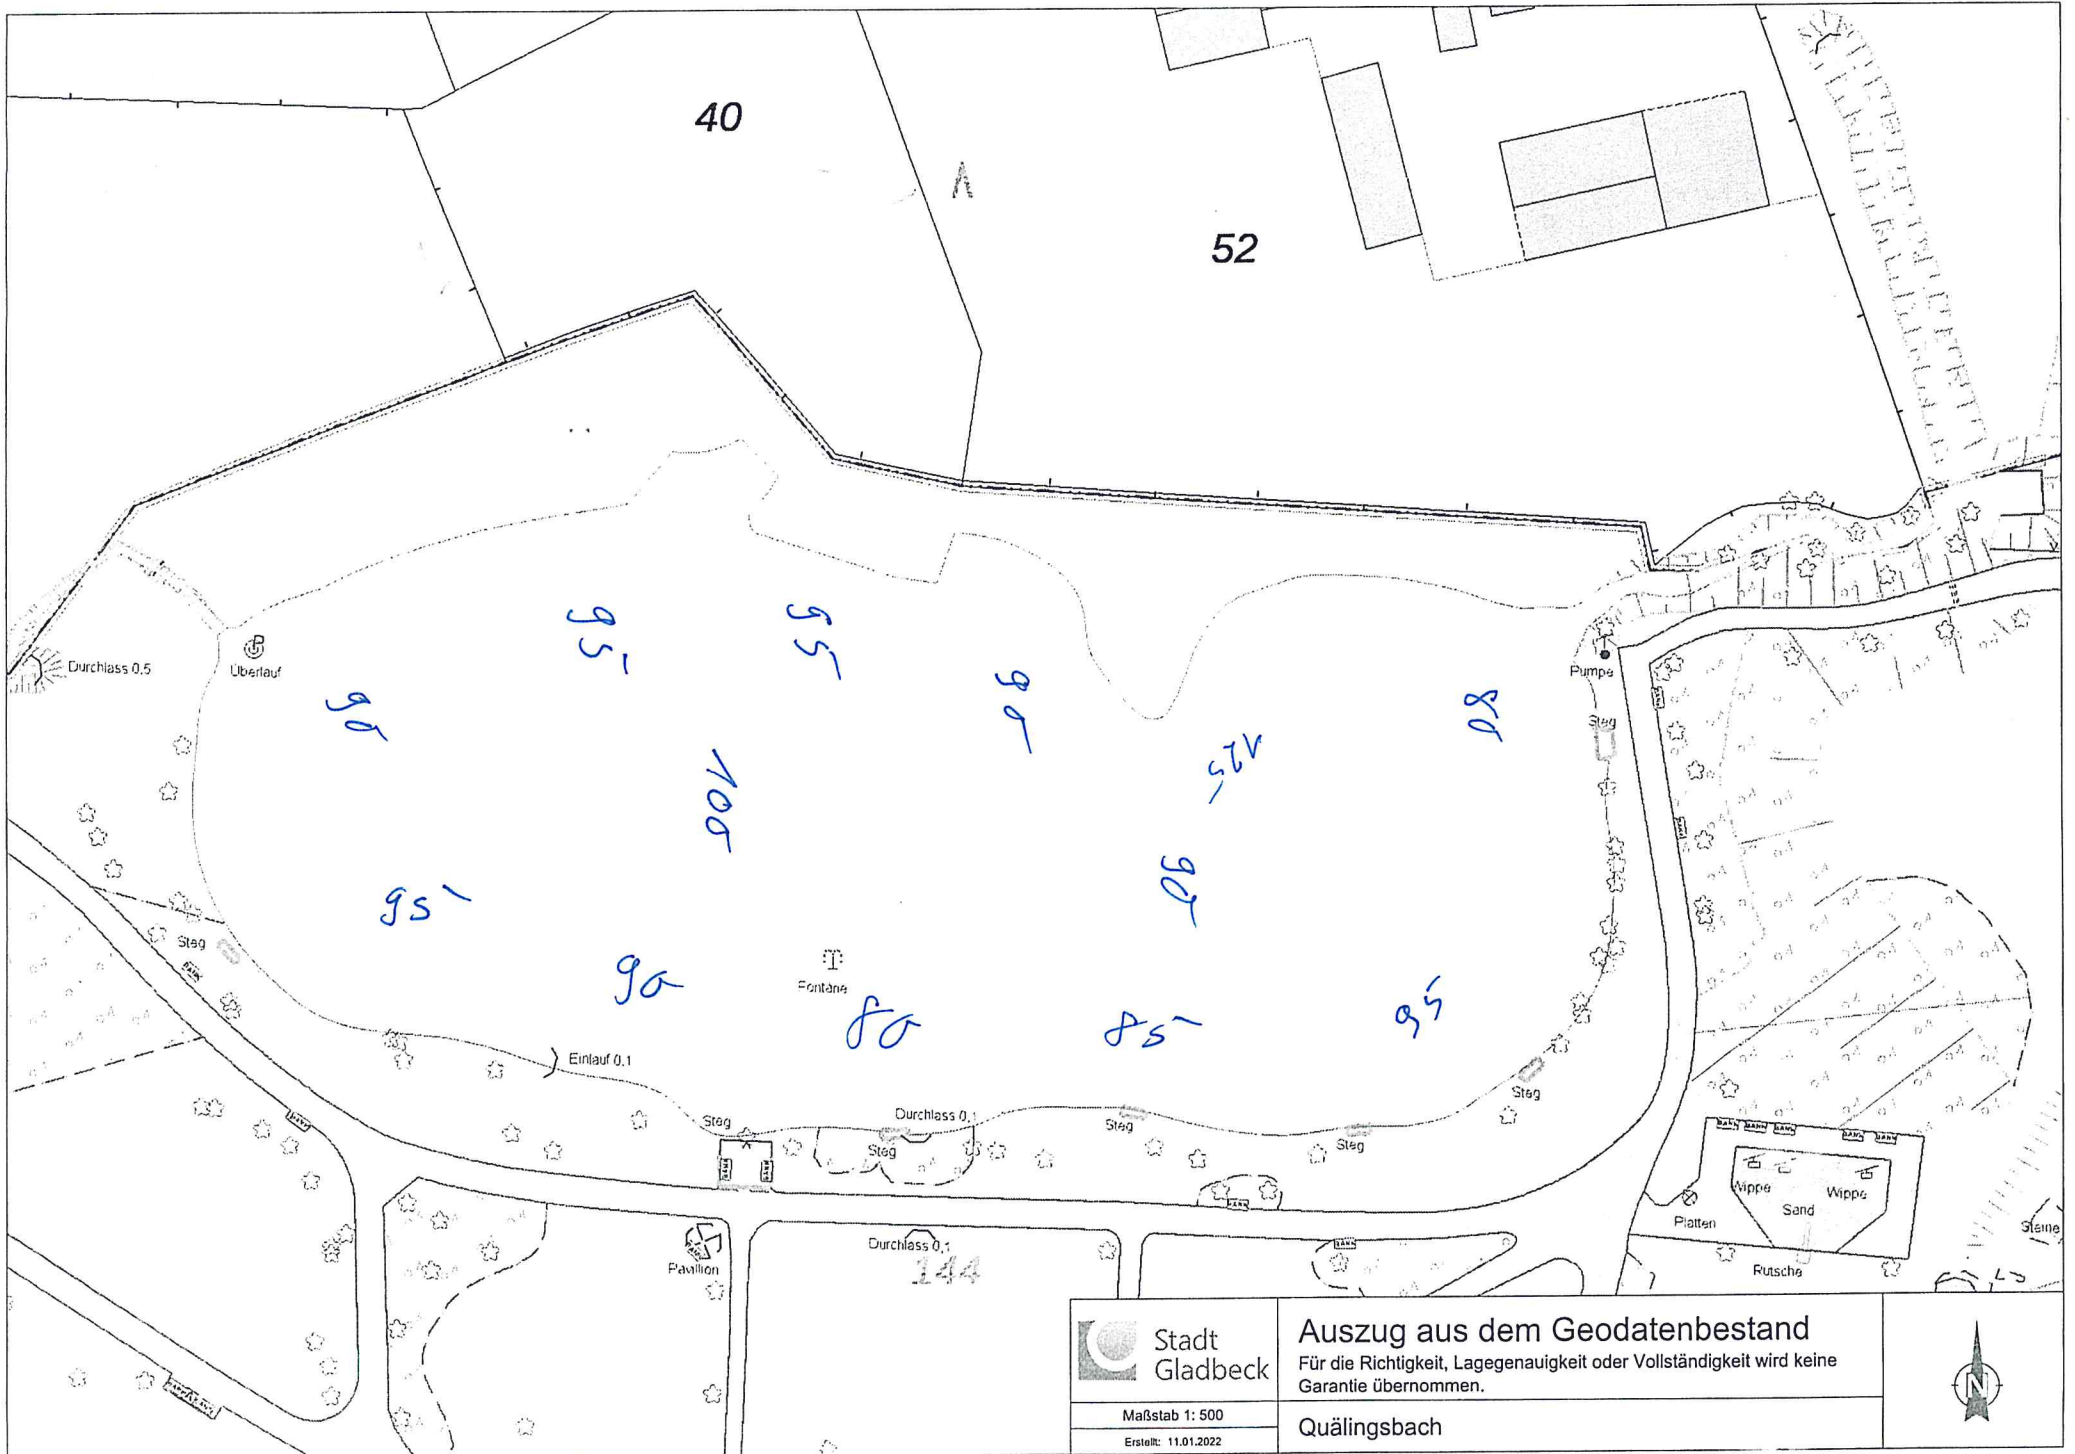 40
52
Durchlass 0,5
Überlauf
95
95
90
90
80
Pumpe
Steg
125
100
90
95
Steg
BANK
90
Fontäne
80
85
95
Einlauf 0,1
Steg
Durchlass 0,1
Steg
Steg
Steg
Steg
BANK
BANK
Wippe
Wippe
Sand
Platten
Steine
Rutsche
Pavillon
Durchlass 0,1
144
Stadt
Gladbeck
Auszug aus dem Geodatenbestand
Für die Richtigkeit, Lagegenauigkeit oder Vollständigkeit wird keine
Garantie übernommen.
Maßstab 1: 500
Erstellt: 11.01.2022
Quälingsbach
N